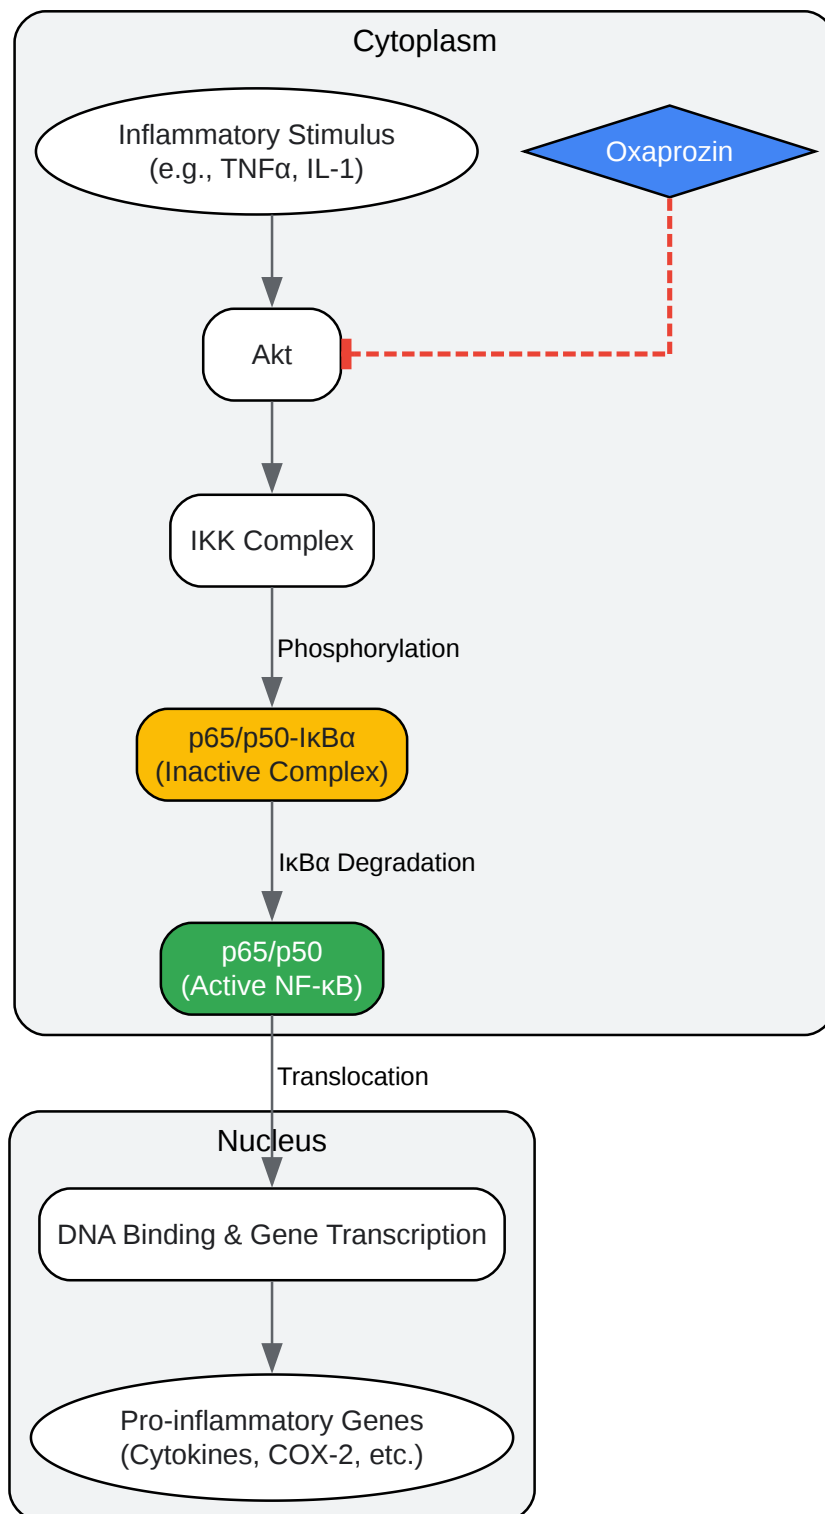 Cytoplasm
Inflammatory Stimulus
(e.g., TNFα, IL-1)
Oxaprozin
Akt
IKK Complex
Phosphorylation
p65/p50-IκBα
(Inactive Complex)
IκBα Degradation
p65/p50
(Active NF-κB)
Translocation
Nucleus
DNA Binding & Gene Transcription
Pro-inflammatory Genes
(Cytokines, COX-2, etc.)